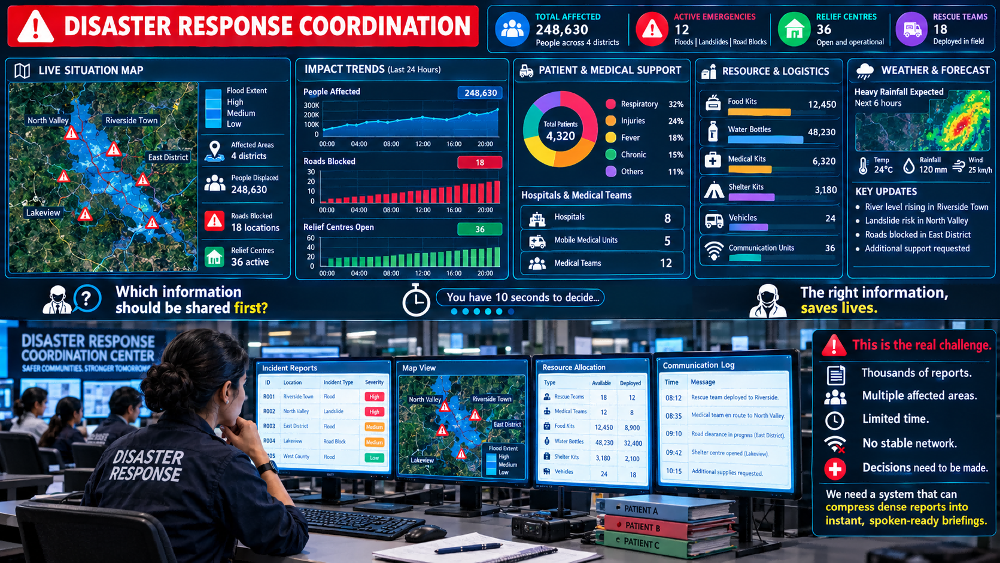 DISASTER RESPONSE COORDINATION
TOTAL AFFECTED
248,630
People across 4 districts
ACTIVE EMERGENCIES
12
Floods | Landslides | Road Blocks
RELIEF CENTRES
36
Open and operational
RESCUE TEAMS
18
Deployed in field
LIVE SITUATION MAP
North Valley
Riverside Town
East District
Lakeview
Flood Extent
High
Medium
Low
Affected Areas
4 districts
People Displaced
248,630
Roads Blocked
18 locations
Relief Centres
36 active
IMPACT TRENDS (Last 24 Hours)
People Affected
248,630
300K
200K
100K
0
00:00 04:00 08:00 12:00 16:00 20:00
Roads Blocked
18
30
20
10
0
00:00 04:00 08:00 12:00 16:00 20:00
Relief Centres Open
36
60
40
20
0
00:00 04:00 08:00 12:00 16:00 20:00
PATIENT & MEDICAL SUPPORT
Total Patients
4,320
Respiratory 32%
Injuries 24%
Fever 18%
Chronic 15%
Others 11%
Hospitals & Medical Teams
Hospitals 8
Mobile Medical Units 5
Medical Teams 12
RESOURCE & LOGISTICS
Food Kits 12,450
Water Bottles 48,230
Medical Kits 6,320
Shelter Kits 3,180
Vehicles 24
Communication Units 36
WEATHER & FORECAST
Heavy Rainfall Expected
Next 6 hours
Temp
24°C
Rainfall
120 mm
Wind
25 km/h
KEY UPDATES
River level rising in Riverside Town
Landslide risk in North Valley
Roads blocked in East District
Additional support requested
?
Which information
should be shared first?
You have 10 seconds to decide...
The right information,
saves lives.
DISASTER RESPONSE
COORDINATION CENTER
SAFER COMMUNITIES. STRONGER TOMORROW
DISASTER
RESPONSE
Incident Reports
ID Location Incident Type Severity
R001 Riverside Town Flood High
R002 North Valley Landslide High
R003 East District Flood Medium
R004 Lakeview Road Block Medium
05 West County Flood Low
Map View
North Valley
Riverside Town
East District
Lakeview
Flood Extent
High
Medium
Low
Resource Allocation
Type Available Deployed
Rescue Teams 18 12
Medical Teams 12 8
Food Kits 12,450 8,900
Water Bottles 48,230 32,400
Shelter Kits 3,180 2,100
Vehicles 24 18
Communication Log
Time Message
08:12 Rescue team deployed to Riverside.
08:35 Medical team en route to North Valley.
09:10 Road clearance in progress (East District).
09:42 Shelter centre opened (Lakeview).
10:15 Additional supplies requested.
PATIENT A
PATIENT B
PATIENT C
This is the real challenge.
Thousands of reports.
Multiple affected areas.
Limited time.
No stable network.
Decisions need to be made.
We need a system that can
compress dense reports into
instant, spoken-ready briefings.